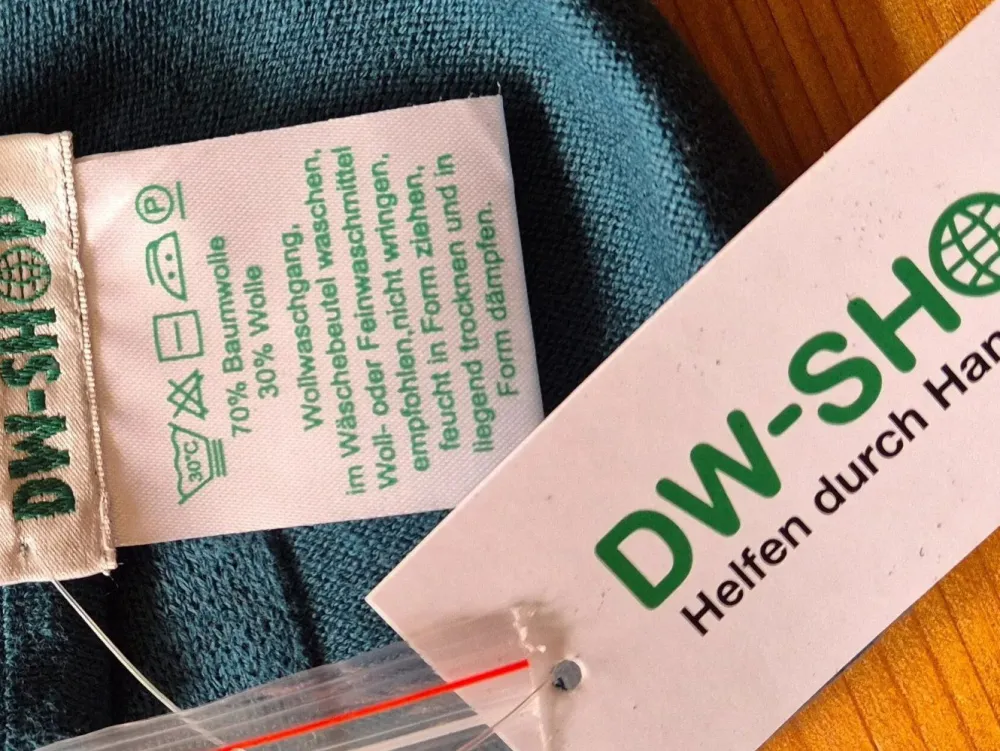 DW-SHOP
30°C
P
70% Baumwolle
30% Wolle
Wollwaschgang,
im Wäschebeutel waschen,
Woll- oder Feinwaschmittel
empfohlen,nicht wringen,
feucht in Form ziehen,
liegend trocknen und in
Form dämpfen.
DW-SHO
Helfen durch Han